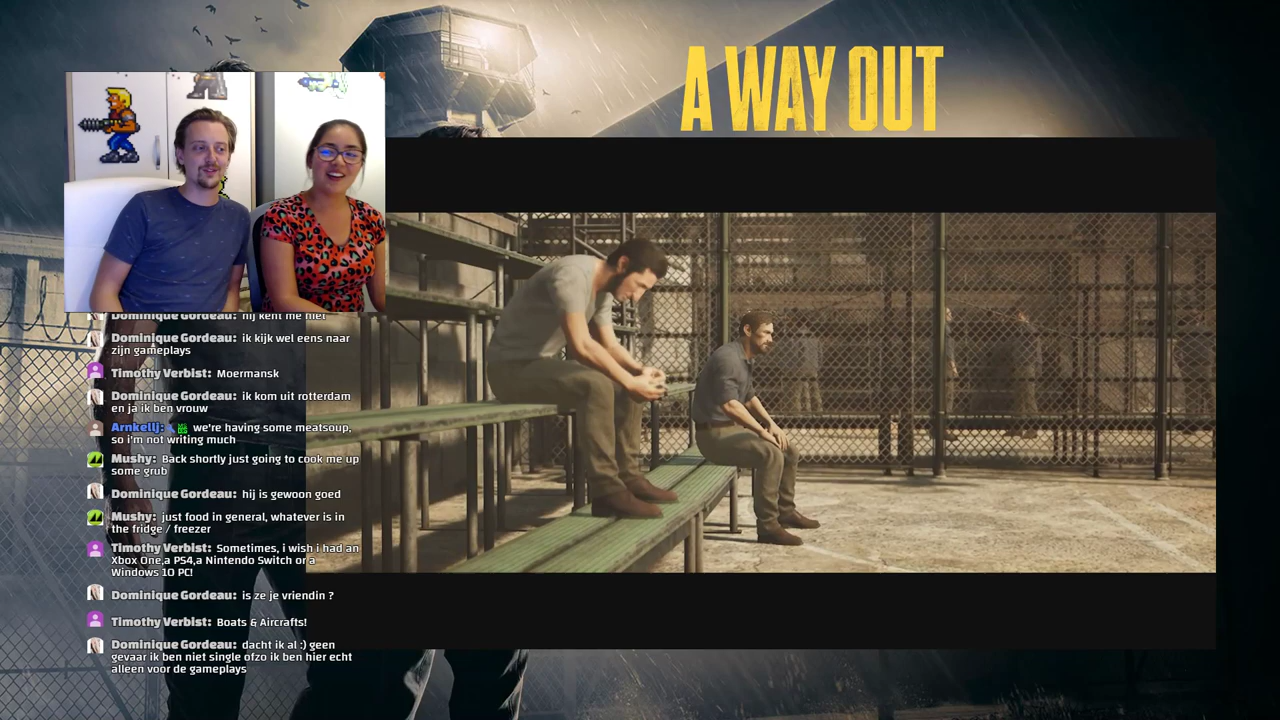 A WAY OUT
Dominique Gordeau: hij kent me niet
Dominique Gordeau: ik kijk wel eens naar
zijn gameplays
Timothy Verbist: Moermansk
Dominique Gordeau: ik kom uit rotterdam
en ja ik ben vrouw
Arnkellj: we're having some meatsoup,
so i'm not writing much
Mushy: Back shortly just going to cook me up
some grub
Dominique Gordeau: hij is gewoon goed
Mushy: just food in general, whatever is in
the fridge / freezer
Timothy Verbist: Sometimes, i wish i had an
Xbox One,a PS4,a Nintendo Switch or a
Windows 10 PC!
Dominique Gordeau: is ze je vriendin ?
Timothy Verbist: Boats & Aircrafts!
Dominique Gordeau: dacht ik al :) geen
gevaar ik ben niet single ofzo ik ben hier echt
alleen voor de gameplays